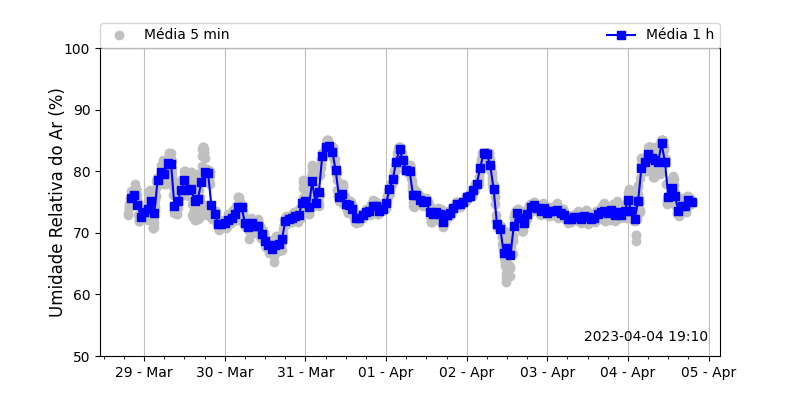 Média 5 min
Média 1 h
Umidade Relativa do Ar (%)
100
90
80
70
60
50
2023-04-04 19:10
29 - Mar
30 - Mar
31 - Mar
01 - Apr
02 - Apr
03 - Apr
04 - Apr
05 - Apr